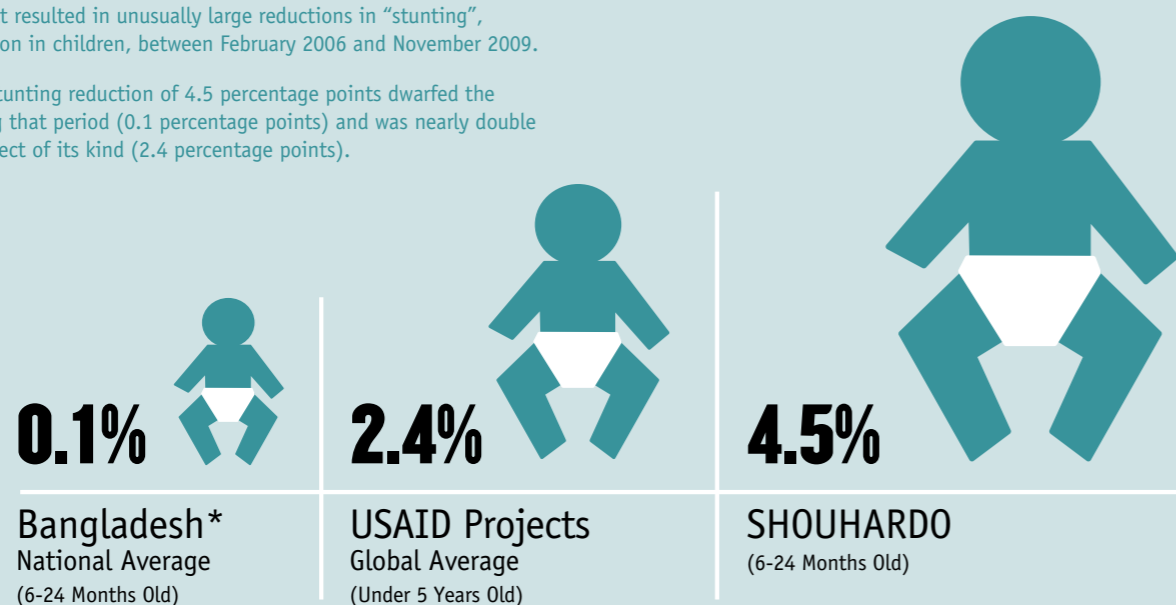 t resulted in unusually large reductions in “stunting”,
on in children, between February 2006 and November 2009.
tunting reduction of 4.5 percentage points dwarfed the
g that period (0.1 percentage points) and was nearly double
ect of its kind (2.4 percentage points).
0.1%
Bangladesh*
National Average
(6-24 Months Old)
2.4%
USAID Projects
Global Average
(Under 5 Years Old)
4.5%
SHOUHARDO
(6-24 Months Old)